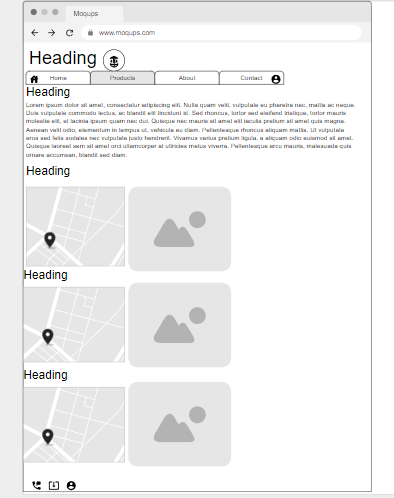 Moqups
www.moqups.com
Heading
Home Products About Contact
Heading
Lorem ipsum dolor sit amet, consectetur adipiscing elit. Nulla quam velit, vulputate eu pharetra nec, mattis ac neque.
Duis vulputate commodo lectus, ac blandit elit tincidunt id. Sed rhoncus, tortor sed eleifend tristique, tortor mauris
molestie elit, et lacinia ipsum quam nec dui. Quisque nec mauris sit amet elit iaculis pretium sit amet quis magna.
Aenean velit odio, elementum in tempus ut, vehicula eu diam. Pellentesque rhoncus aliquam mattis. Ut vulputate
eros sed felis sodales nec vulputate justo hendrerit. Vivamus varius pretium ligula, a aliquam odio euismod sit amet.
Quisque laoreet sem sit amet orci ullamcorper at ultricies metus viverra. Pellentesque arcu mauris, malesuada quis
ornare accumsan, blandit sed diam.
Heading
Heading
Heading